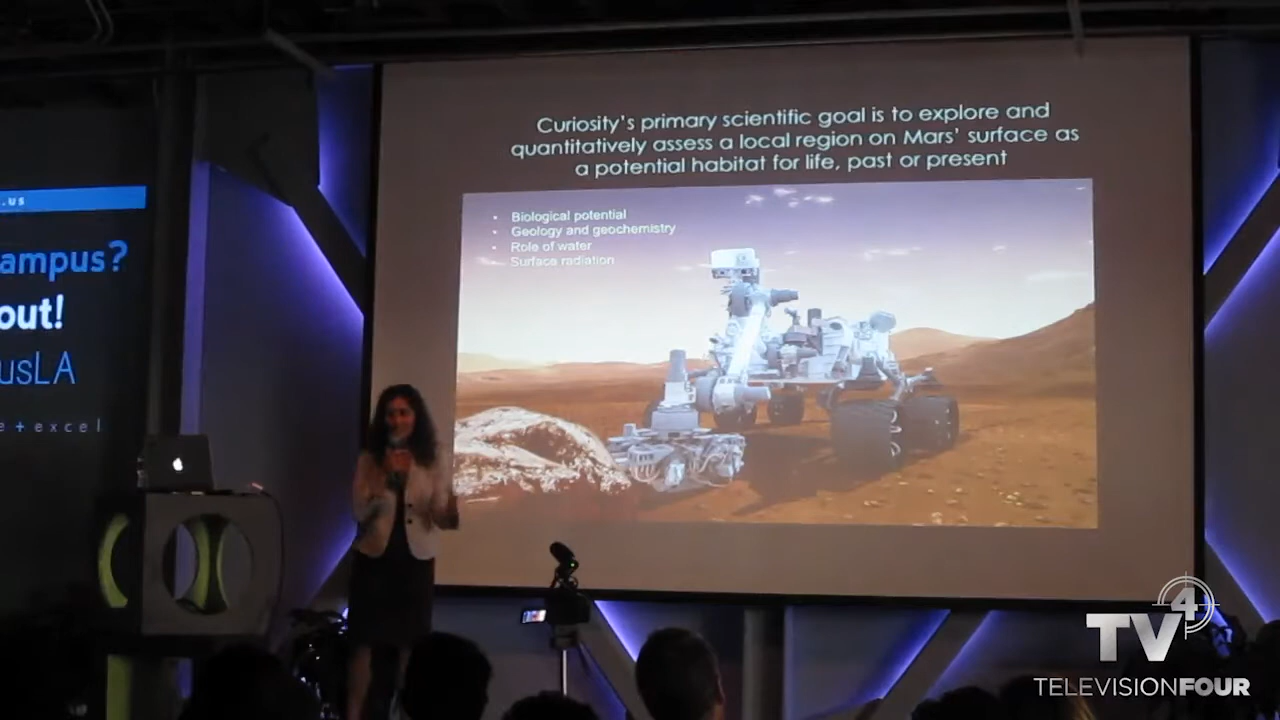 Curiosity's primary scientific goal is to explore and
quantitatively assess a local region on Mars' surface as
a potential habitat for life, past or present
• Biological potential
• Geology and geochemistry
• Role of water
• Surface radiation
.us
ampus?
out!
usLA
e + excel
TV4
TELEVISIONFOUR